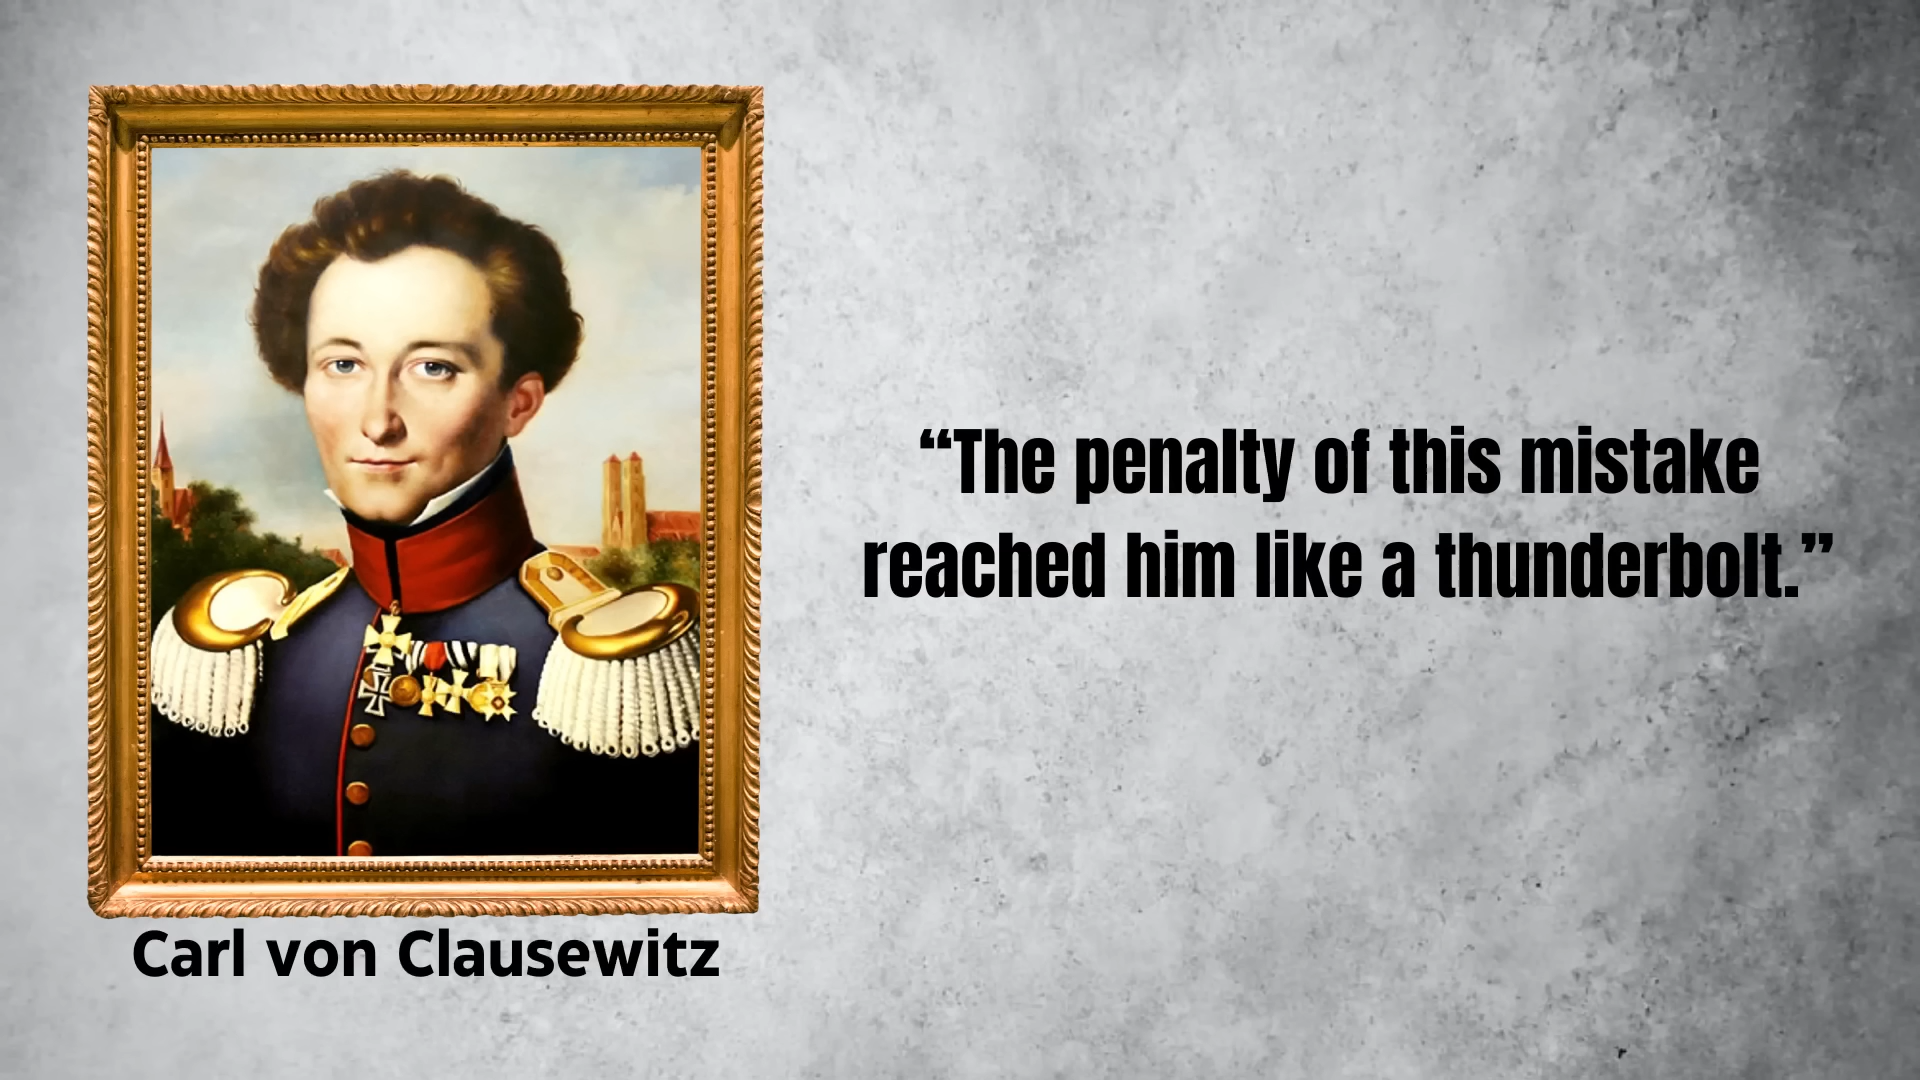 “The penalty of this mistake
reached him like a thunderbolt.”
Carl von Clausewitz